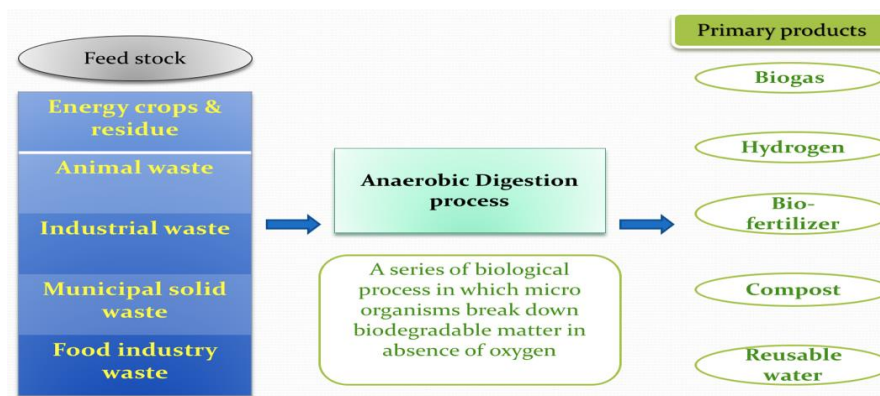 Feed stock
Energy crops &
residue
Animal waste
Industrial waste
Municipal solid
waste
Food industry
waste
Anaerobic Digestion
process
A series of biological
process in which micro
organisms break down
biodegradable matter in
absence of oxygen
Primary products
Biogas
Hydrogen
Bio-
fertilizer
Compost
Reusable
water